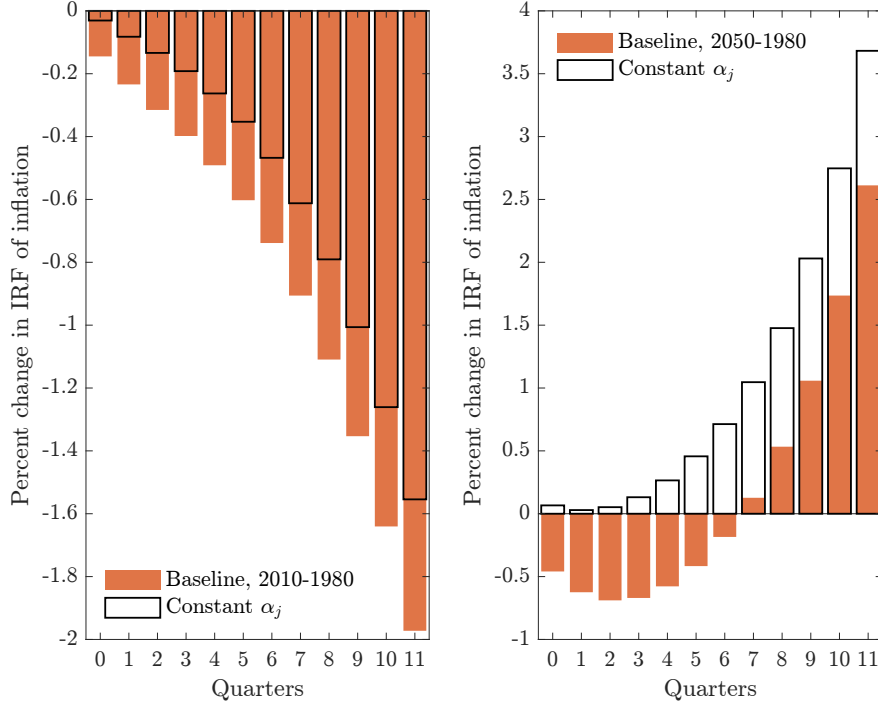 Percent change in IRF of inflation
0
-0.2
-0.4
-0.6
-0.8
-1
-1.2
-1.4
-1.6
-1.8
-2
Baseline, 2010-1980
Constant αj
0 1 2 3 4 5 6 7 8 9 10 11
Quarters
Percent change in IRF of inflation
4
3.5
3
2.5
2
1.5
1
0.5
0
-0.5
-1
Baseline, 2050-1980
Constant αj
0 1 2 3 4 5 6 7 8 9 10 11
Quarters